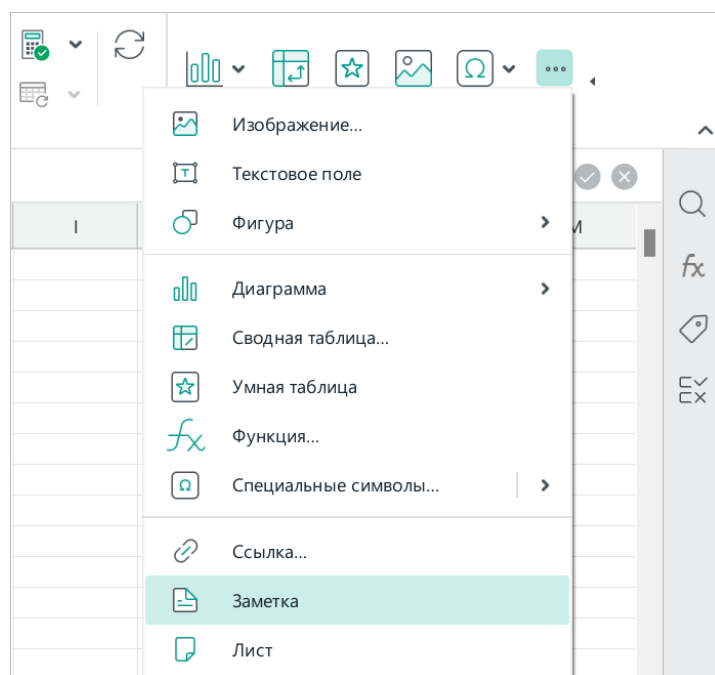 Изображение...
Текстовое поле
Фигура
I
M
Диаграмма
Сводная таблица...
Умная таблица
Функция...
Специальные символы...
Ссылка...
Заметка
Лист